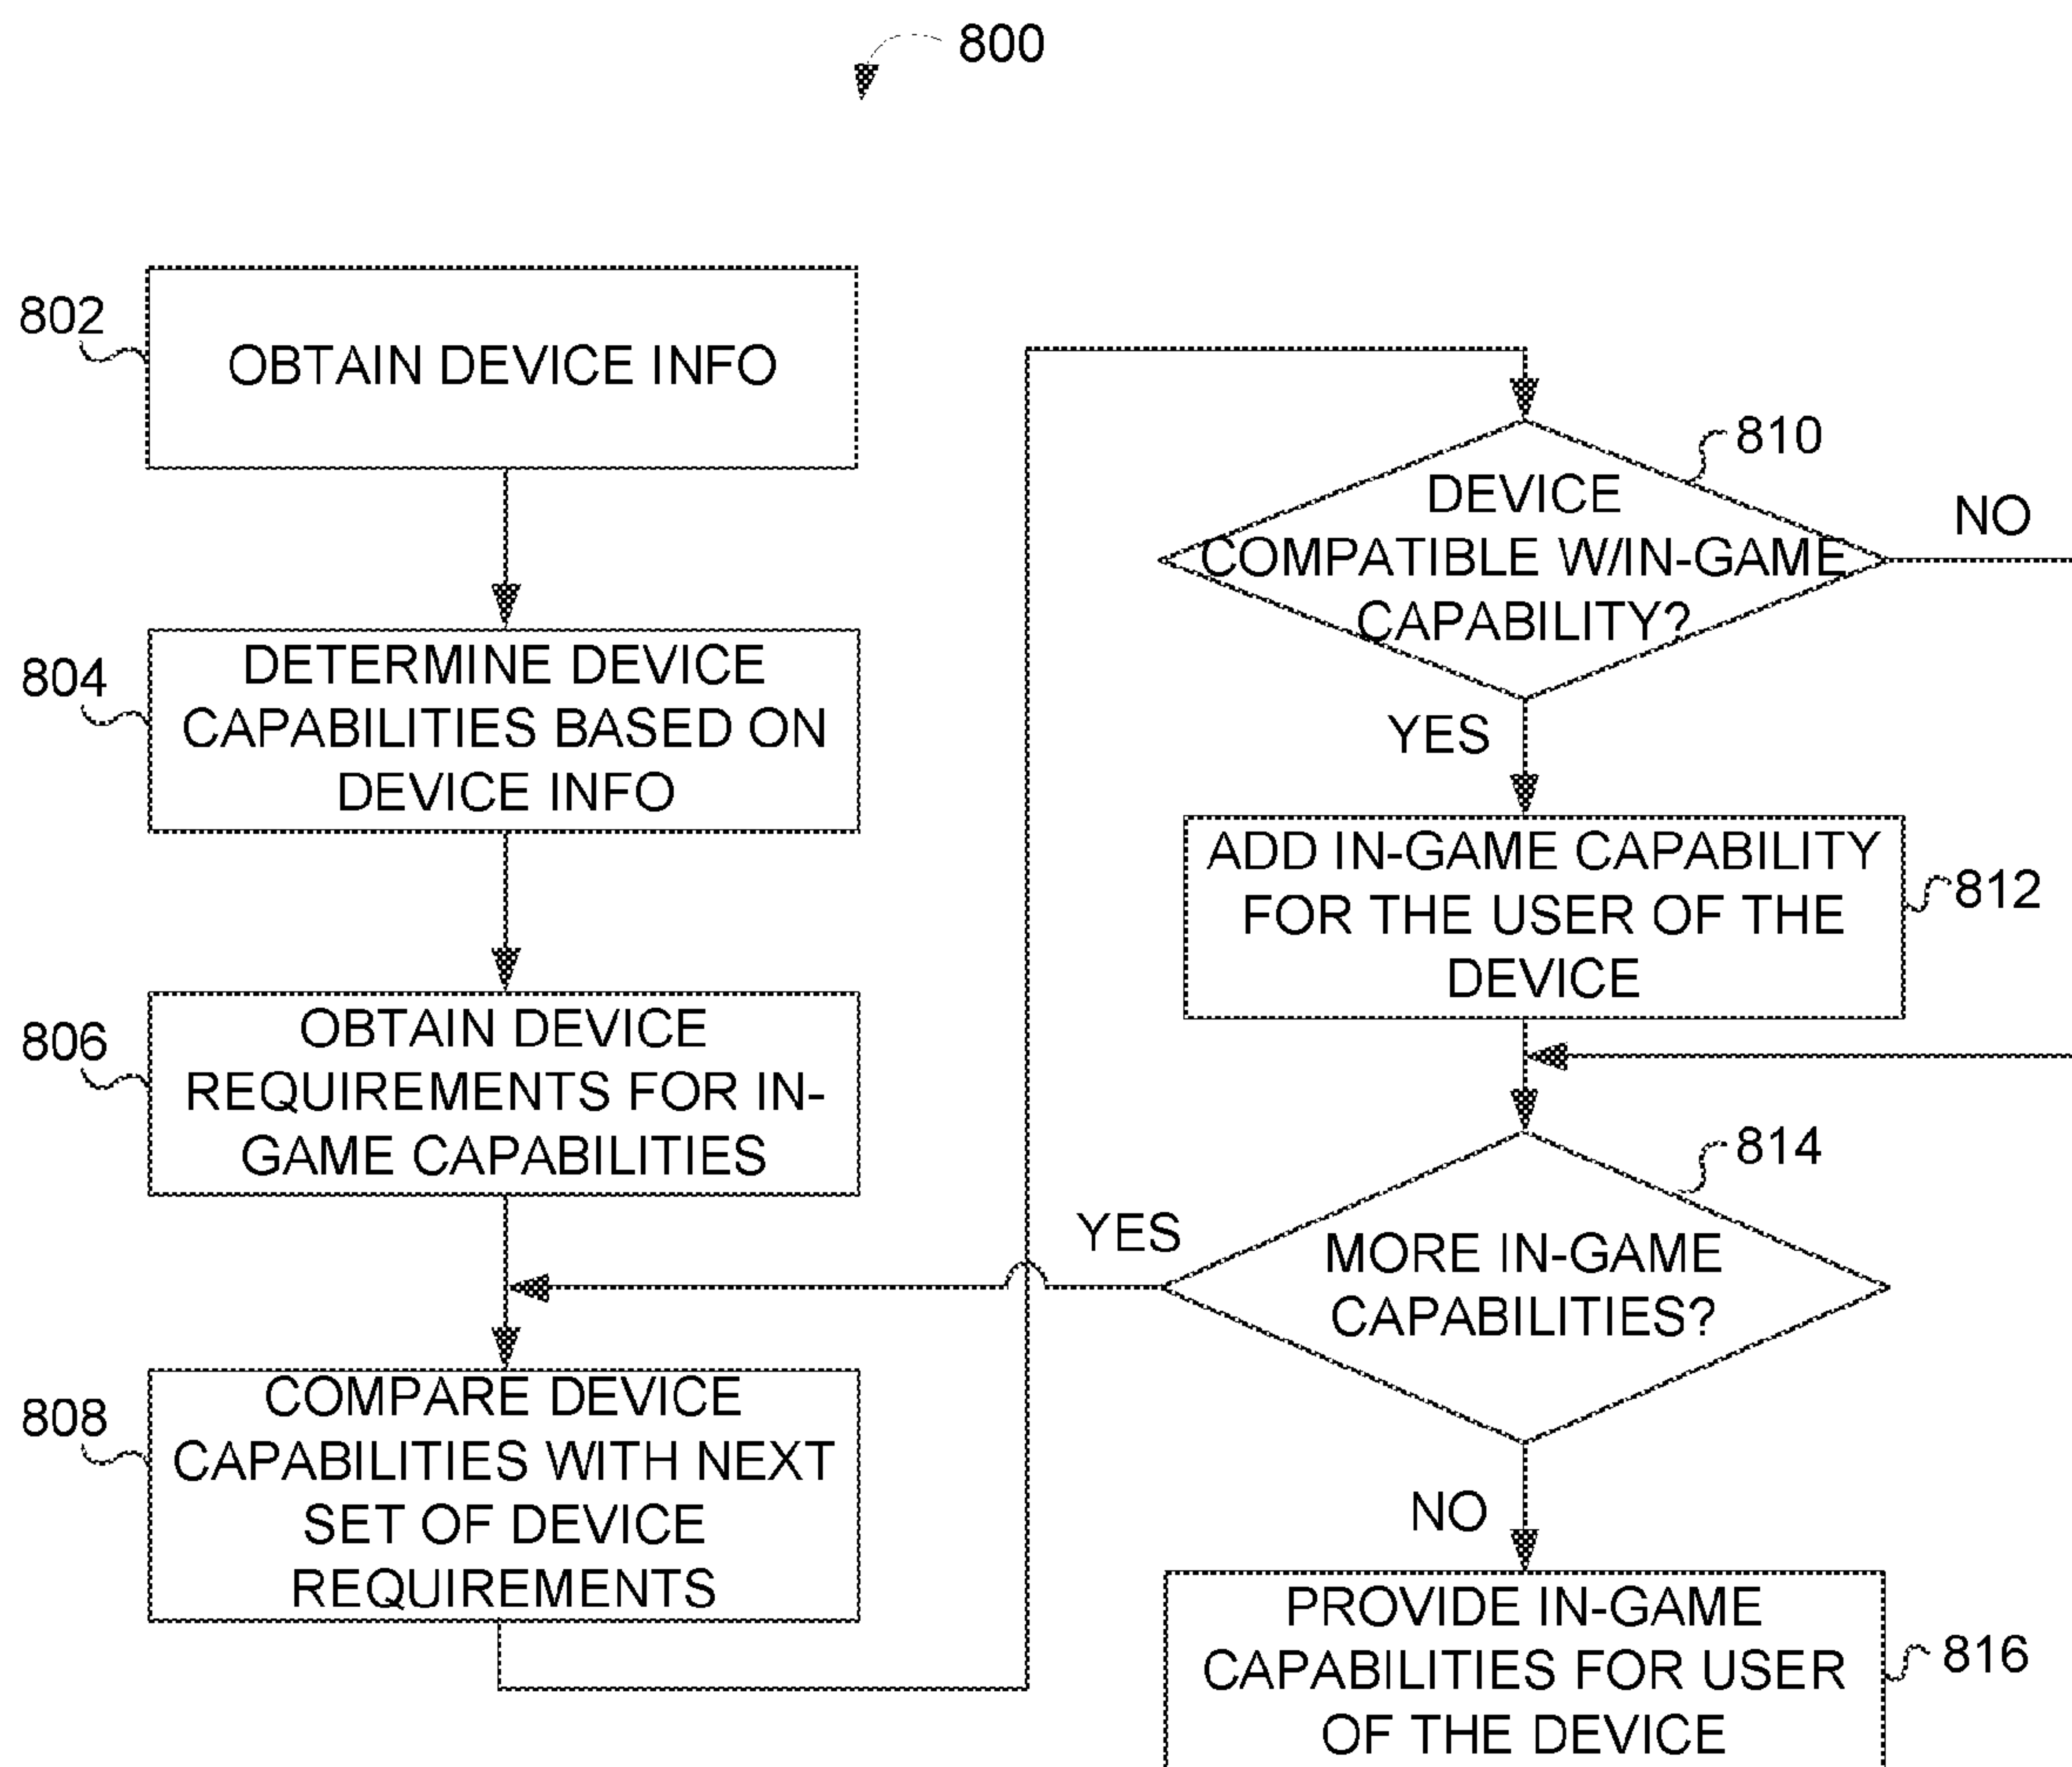 800
802
OBTAIN DEVICE INFO
804
DETERMINE DEVICE
CAPABILITIES BASED ON
DEVICE INFO
806
OBTAIN DEVICE
REQUIREMENTS FOR IN-
GAME CAPABILITIES
808
COMPARE DEVICE
CAPABILITIES WITH NEXT
SET OF DEVICE
REQUIREMENTS
810
DEVICE
COMPATIBLE W/IN-GAME
CAPABILITY?
NO
YES
ADD IN-GAME CAPABILITY
FOR THE USER OF THE
DEVICE
812
814
MORE IN-GAME
CAPABILITIES?
YES
NO
PROVIDE IN-GAME
CAPABILITIES FOR USER
OF THE DEVICE
816